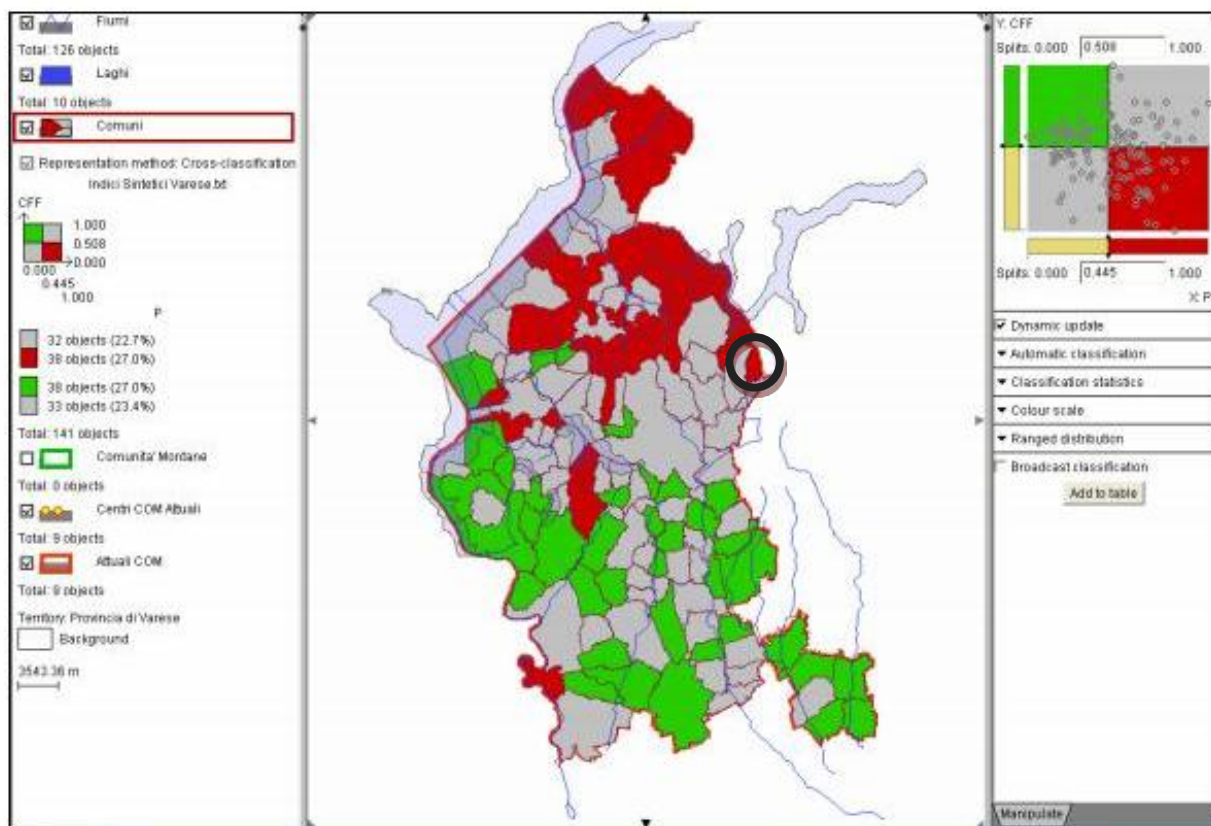 Fiumi
Total: 126 objects
Laghi
Total: 10 objects
Comuni
Representation method: Cross-classification
Indici Sintetici Varese.txt
CFF
1.000
0.508
0.000
0.000
0.445
1.000
P
32 objects (22.7%)
38 objects (27.0%)
38 objects (27.0%)
33 objects (23.4%)
Total: 141 objects
Comunita' Montane
Total: 0 objects
Centri COM Attuali
Total: 9 objects
Attuali COM
Total: 9 objects
Territory: Provincia di Varese
Background
3543.36 m
Y: CFF
Splits: 0.000 0.508 1.000
Splits: 0.000 0.445 1.000
X: P
Dynamic update
Automatic classification
Classification statistics
Colour scale
Ranged distribution
Broadcast classification
Add to table
Manipulate